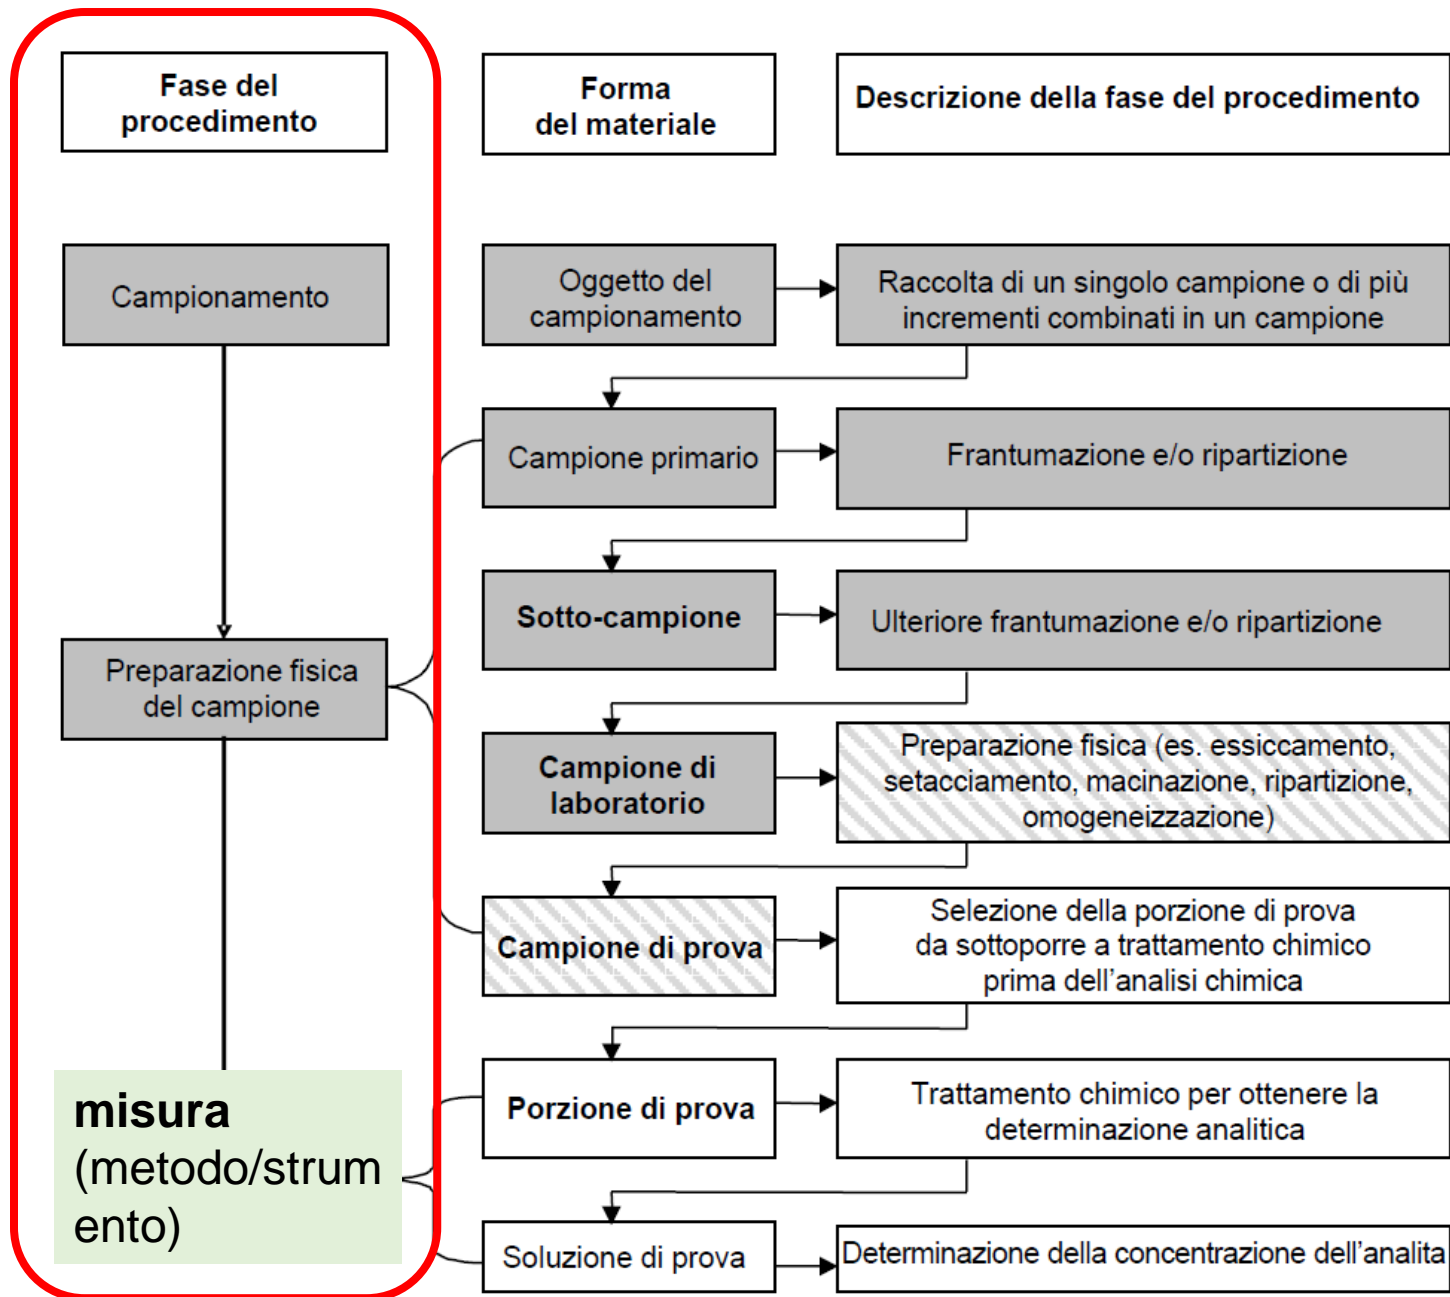 Fase del
procedimento
Forma
del materiale
Descrizione della fase del procedimento
Campionamento
Oggetto del
campionamento
Raccolta di un singolo campione o di più
incrementi combinati in un campione
Campione primario
Frantumazione e/o ripartizione
Sotto-campione
Ulteriore frantumazione e/o ripartizione
Preparazione fisica
del campione
Campione di
laboratorio
Preparazione fisica (es. essiccamento,
setacciamento, macinazione, ripartizione,
omogeneizzazione)
Campione di prova
Selezione della porzione di prova
da sottoporre a trattamento chimico
prima dell'analisi chimica
misura
(metodo/strum
ento)
Porzione di prova
Trattamento chimico per ottenere la
determinazione analitica
Soluzione di prova
Determinazione della concentrazione dell'analita